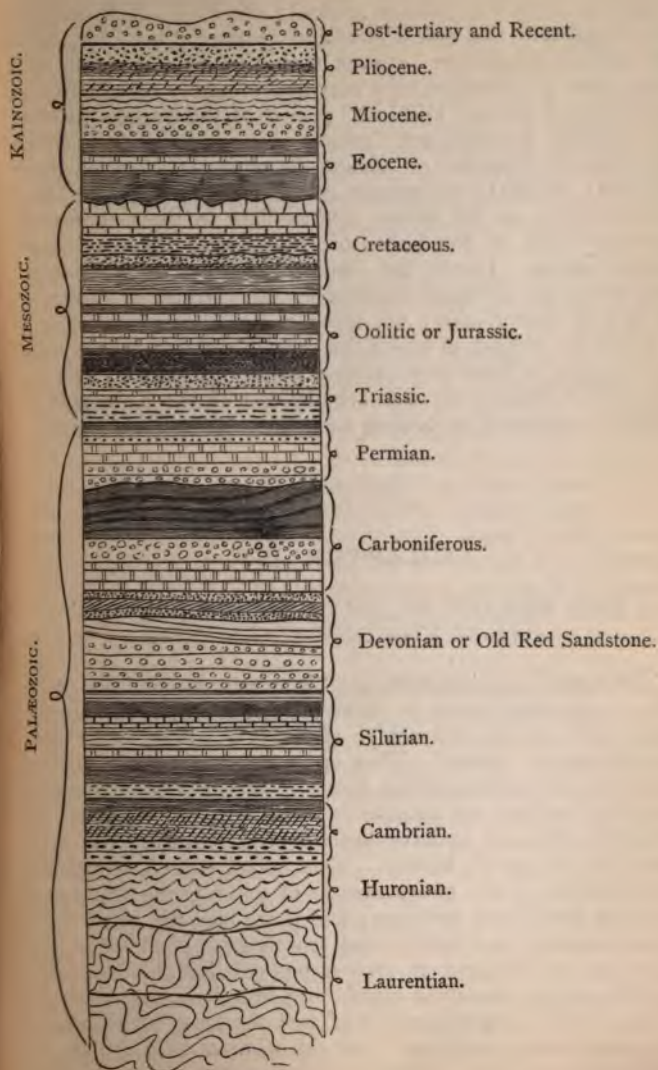 KAINOZOIC.
Post-tertiary and Recent.
Pliocene.
Miocene.
Eocene.
MESOZOIC.
Cretaceous.
Oolitic or Jurassic.
Triassic.
PALÆOZOIC.
Permian.
Carboniferous.
Devonian or Old Red Sandstone.
Silurian.
Cambrian.
Huronian.
Laurentian.